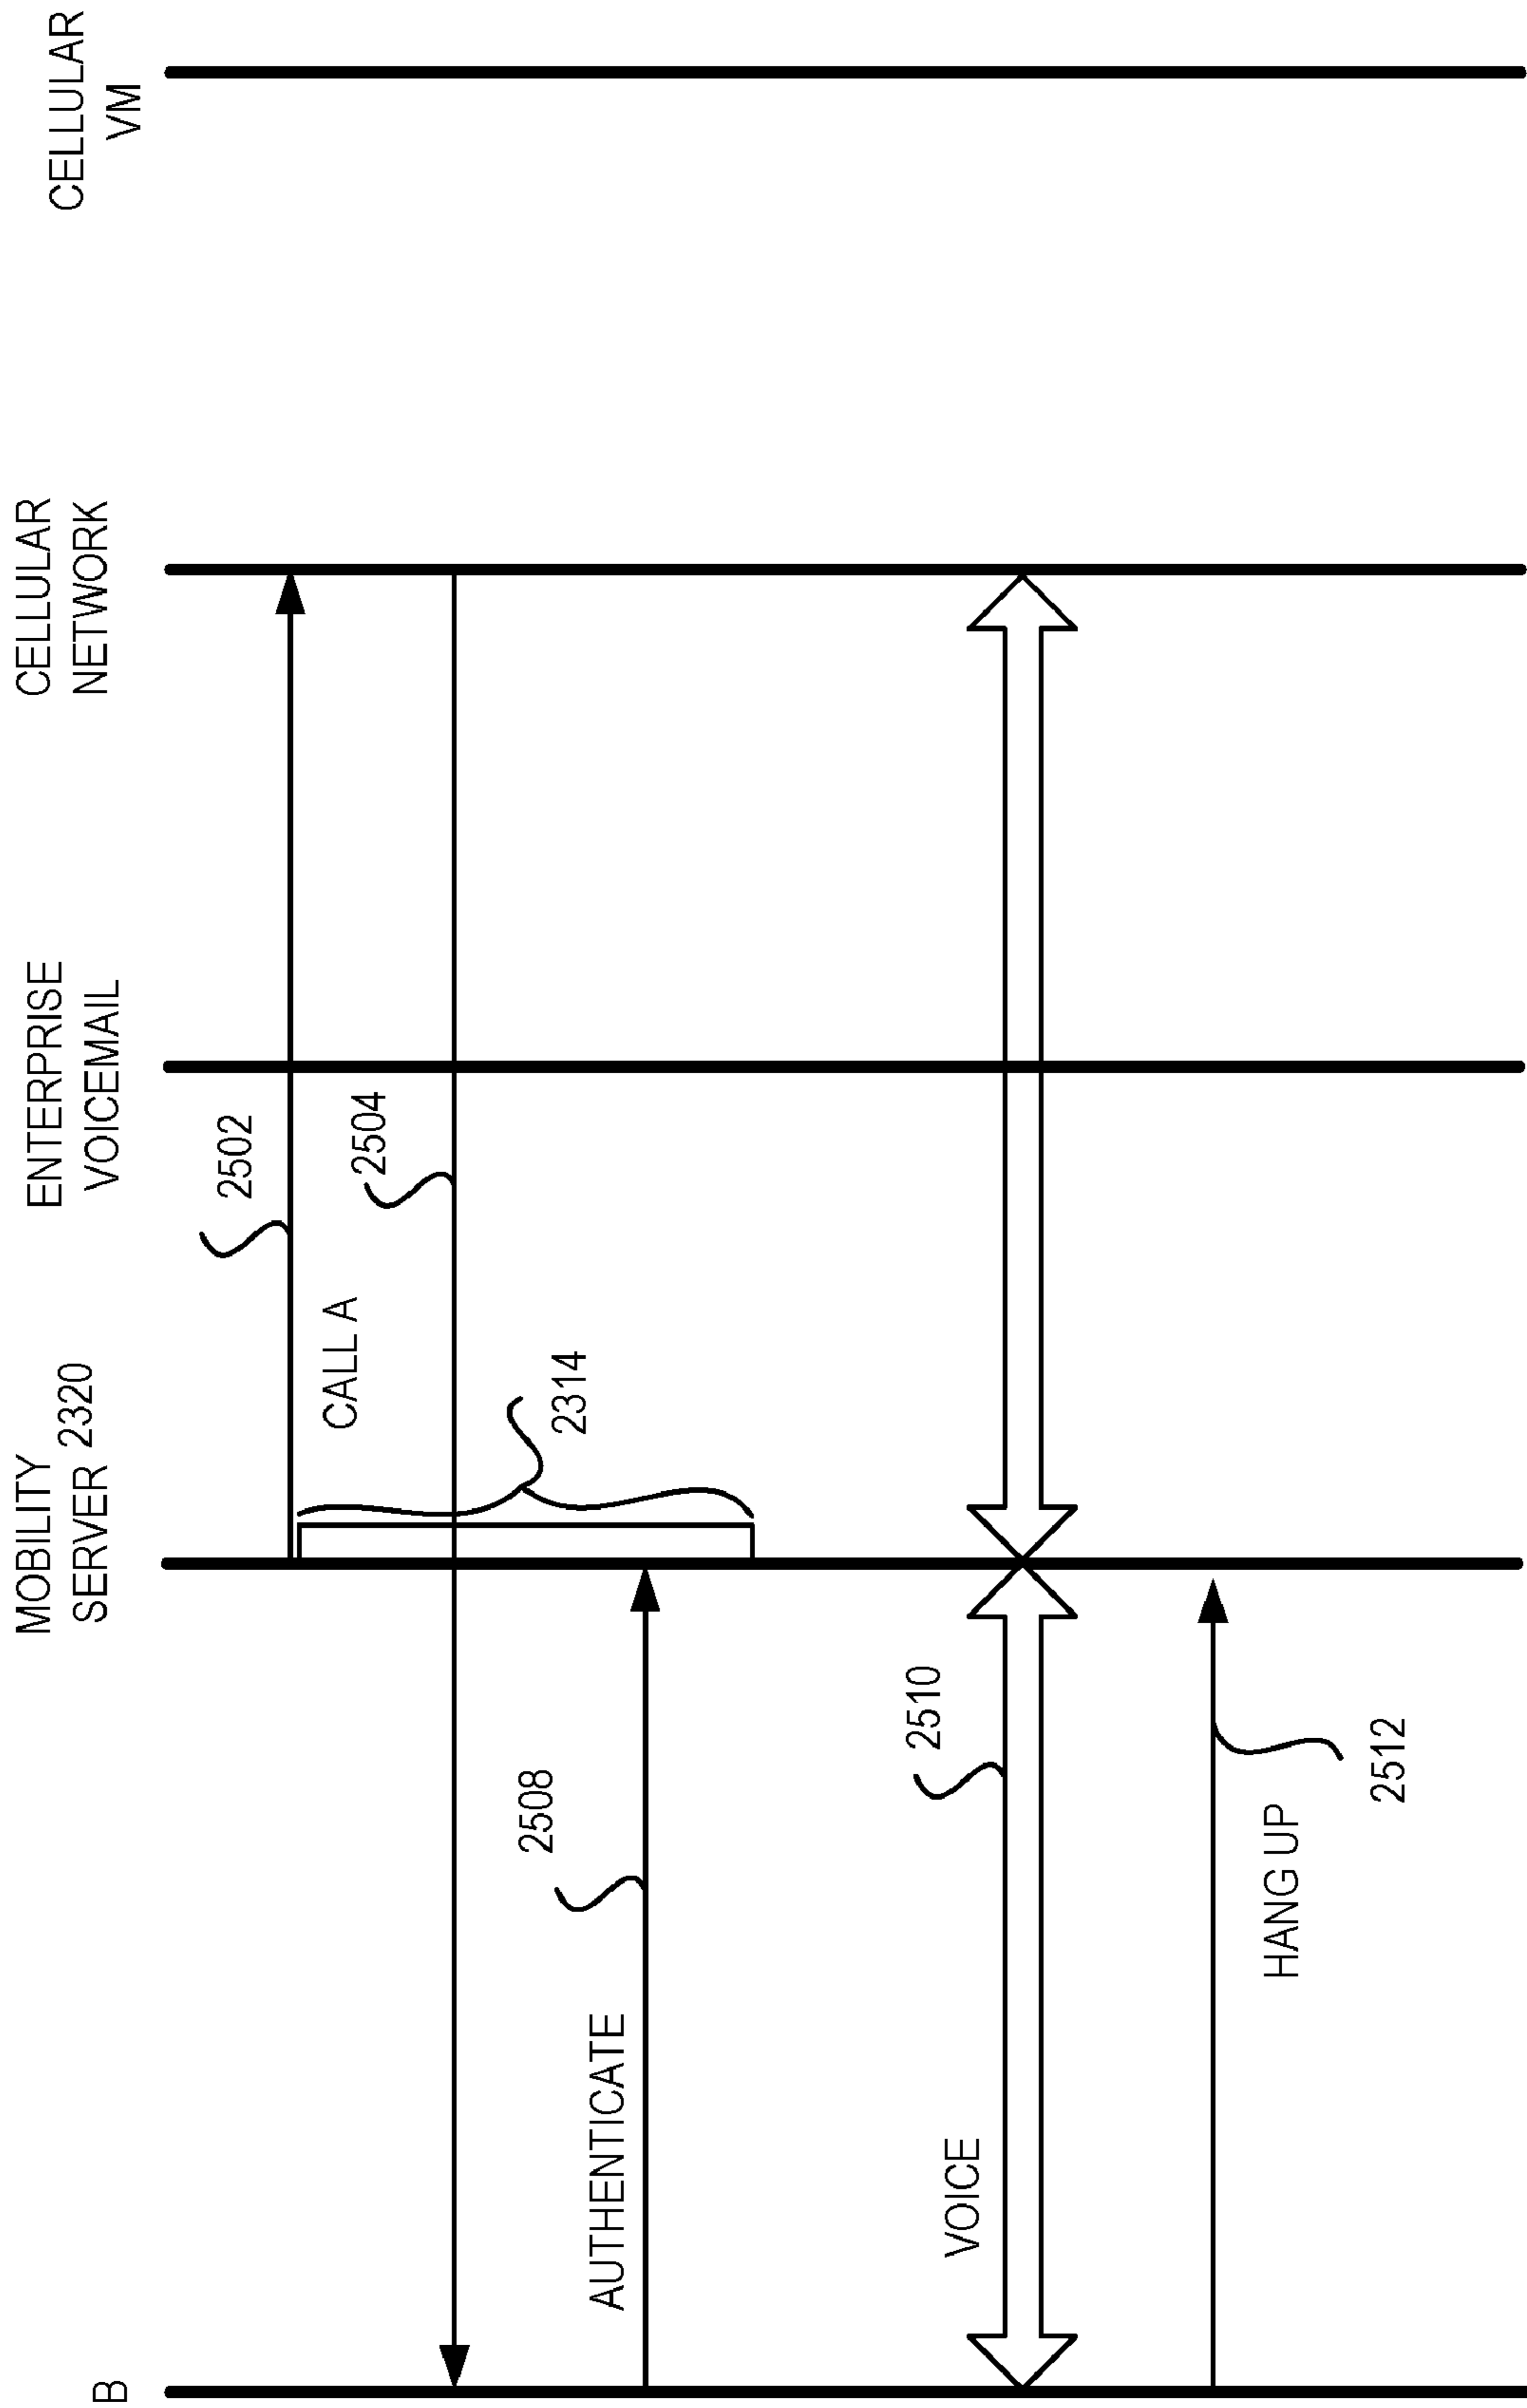 B
MOBILITY
SERVER 2320
ENTERPRISE
VOICEMAIL
CELLULAR
NETWORK
CELLULAR
VM
2502
CALL A
2504
2314
AUTHENTICATE
2508
VOICE
2510
HANG UP
2512